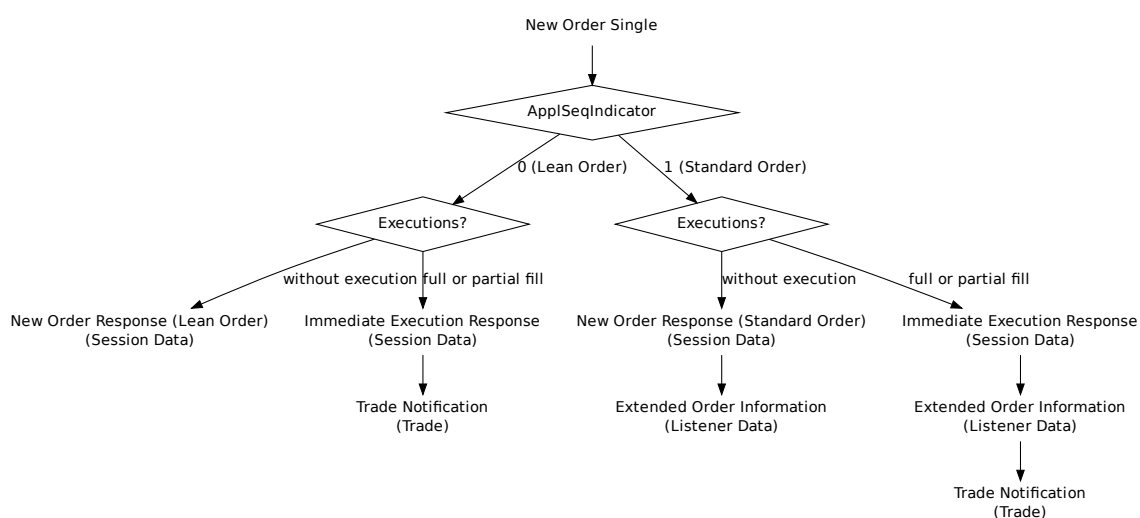 New Order Single
ApplSeqIndicator
0 (Lean Order)
1 (Standard Order)
Executions?
Executions?
without execution
full or partial fill
without execution
full or partial fill
New Order Response (Lean Order)
(Session Data)
Immediate Execution Response
(Session Data)
New Order Response (Standard Order)
(Session Data)
Immediate Execution Response
(Session Data)
Trade Notification
(Trade)
Extended Order Information
(Listener Data)
Extended Order Information
(Listener Data)
Trade Notification
(Trade)